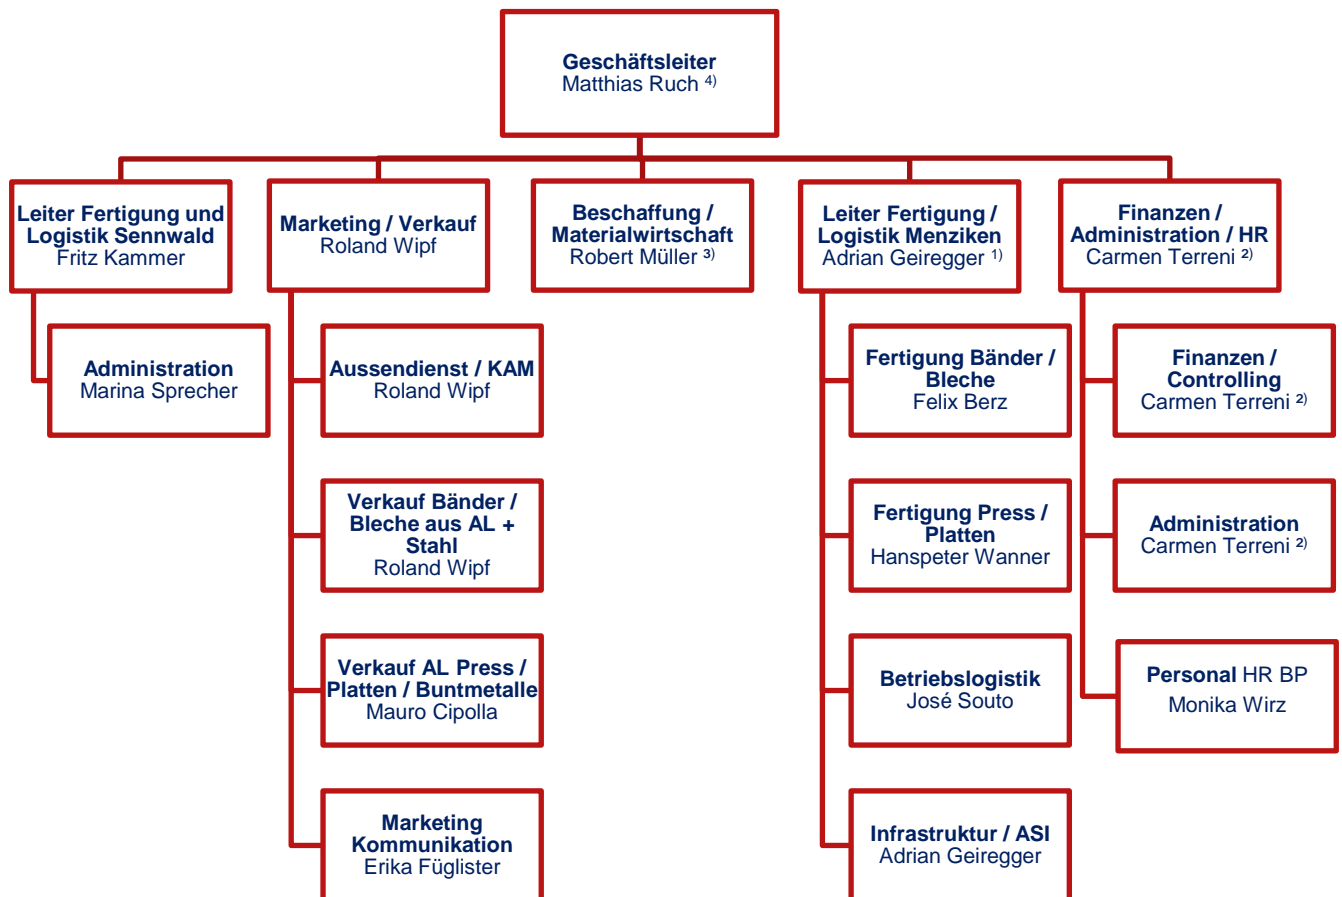 Geschäftsleiter
Matthias Ruch ⁴⁾
Leiter Fertigung und
Logistik Sennwald
Fritz Kammer
Marketing / Verkauf
Roland Wipf
Beschaffung /
Materialwirtschaft
Robert Müller ³⁾
Leiter Fertigung /
Logistik Menziken
Adrian Geiregger ¹⁾
Finanzen /
Administration / HR
Carmen Terreni ²⁾
Administration
Marina Sprecher
Aussendienst / KAM
Roland Wipf
Verkauf Bänder /
Bleche aus AL +
Stahl
Roland Wipf
Verkauf AL Press /
Platten / Buntmetalle
Mauro Cipolla
Marketing
Kommunikation
Erika Füglister
Fertigung Bänder /
Bleche
Felix Berz
Fertigung Press /
Platten
Hanspeter Wanner
Betriebslogistik
José Souto
Infrastruktur / ASI
Adrian Geiregger
Finanzen /
Controlling
Carmen Terreni ²⁾
Administration
Carmen Terreni ²⁾
Personal HR BP
Monika Wirz